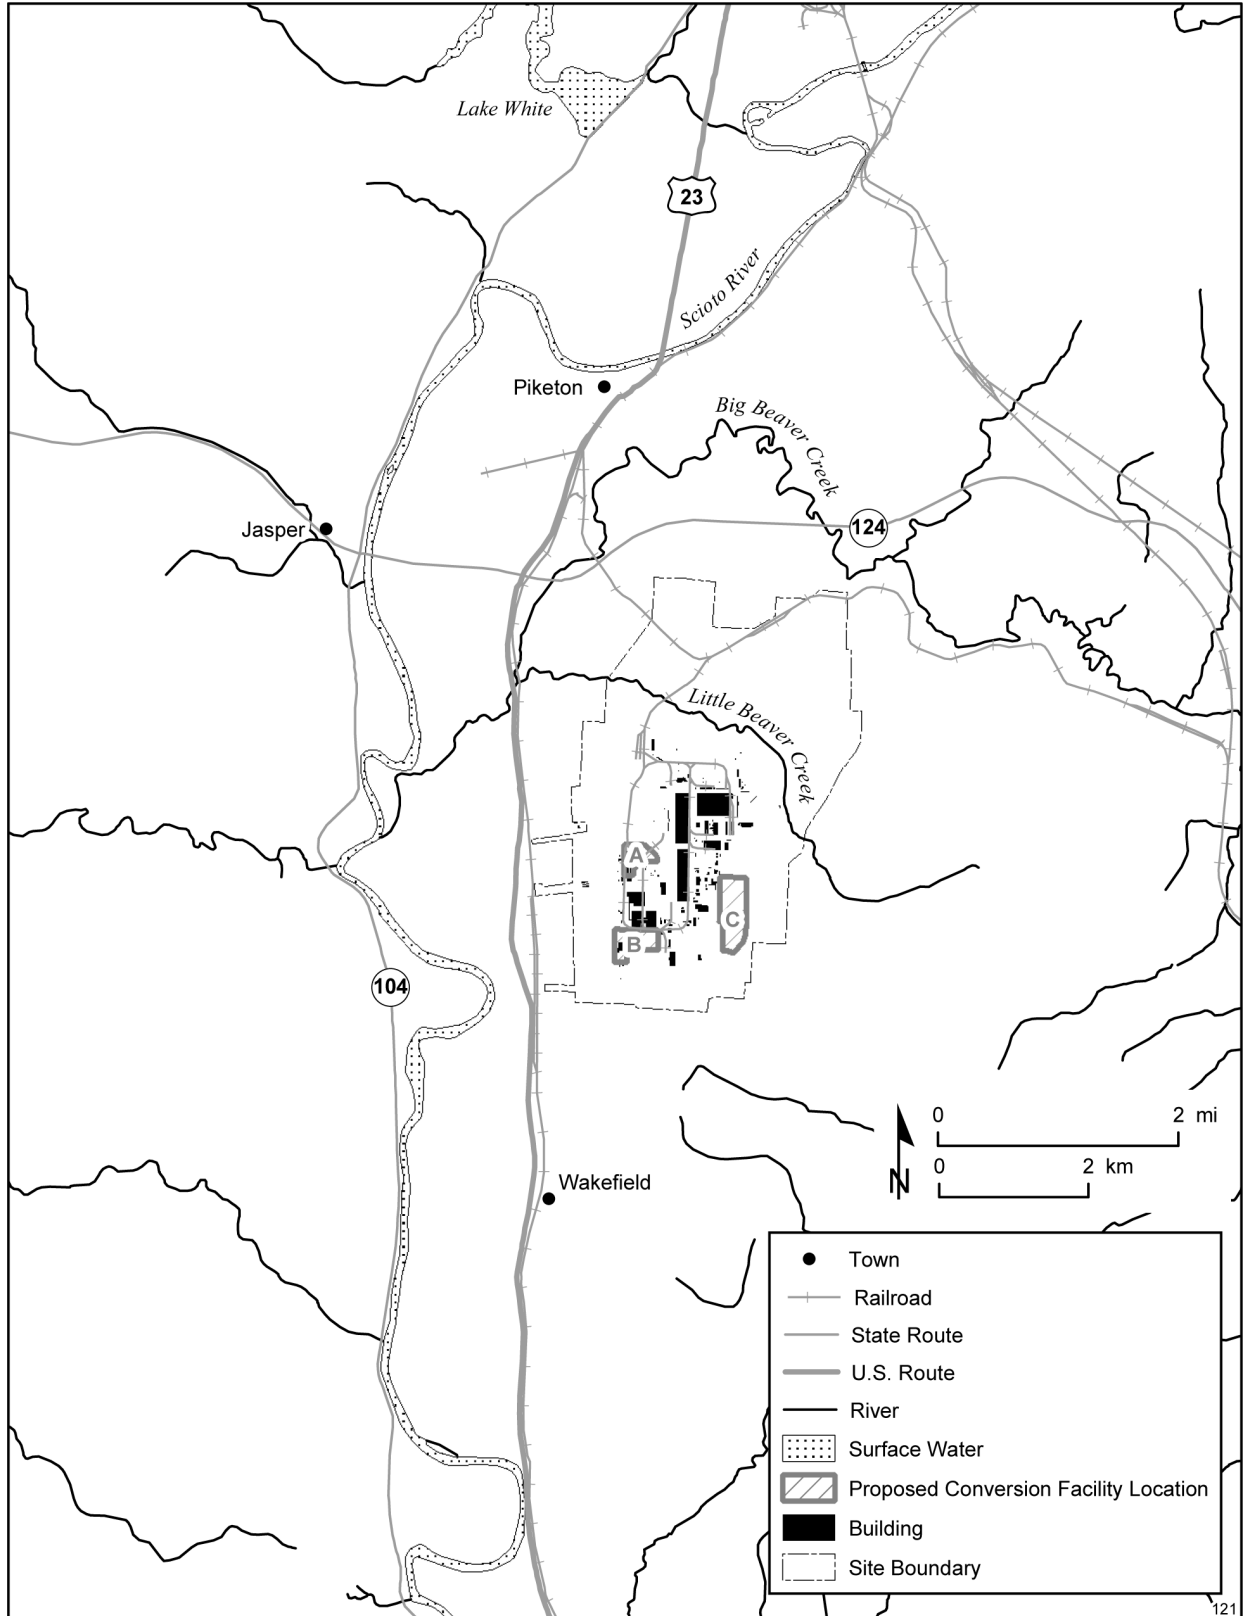 Lake White
23
Scioto River
Piketon
Big Beaver Creek
Jasper
124
Little Beaver Creek
A
C
B
104
0 2 mi
0 2 km
N
Wakefield
Town
Railroad
State Route
U.S. Route
River
Surface Water
Proposed Conversion Facility Location
Building
Site Boundary
121